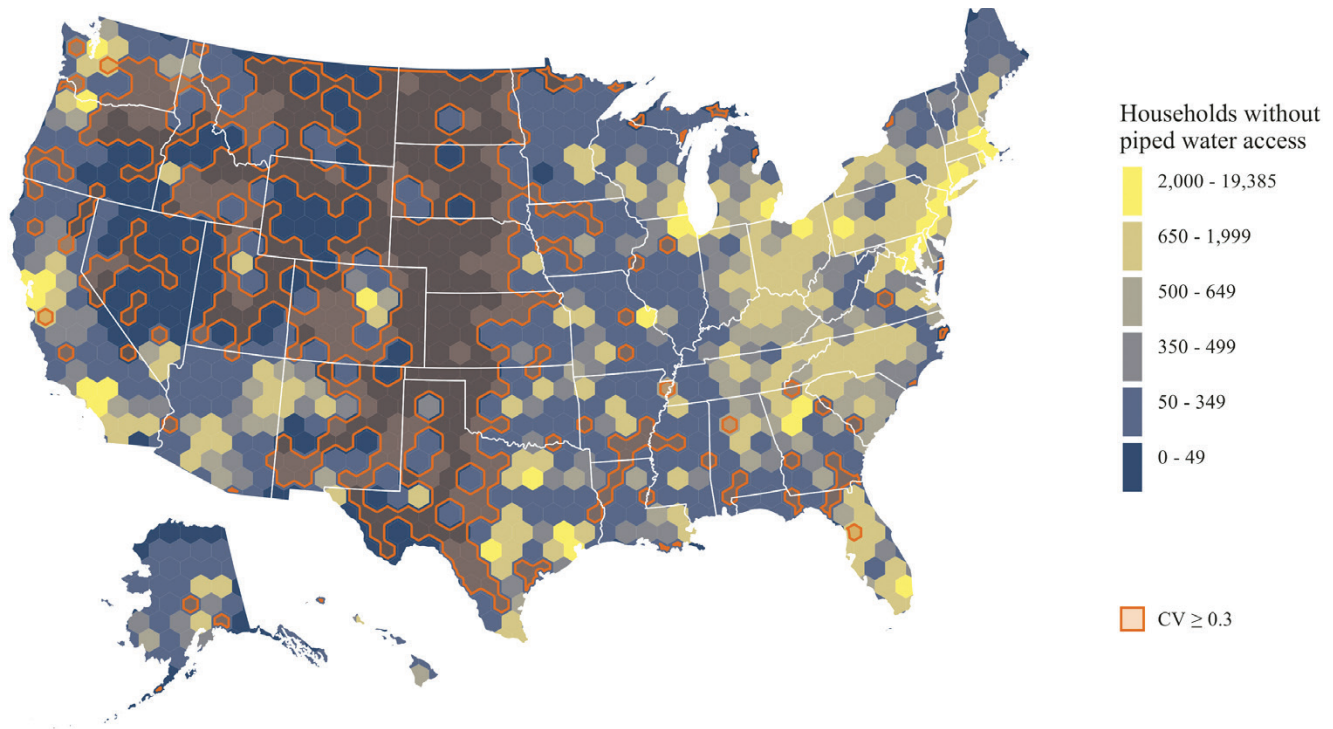 Households without
piped water access
2,000 - 19,385
650 - 1,999
500 - 649
350 - 499
50 - 349
0 - 49
CV ≥ 0.3